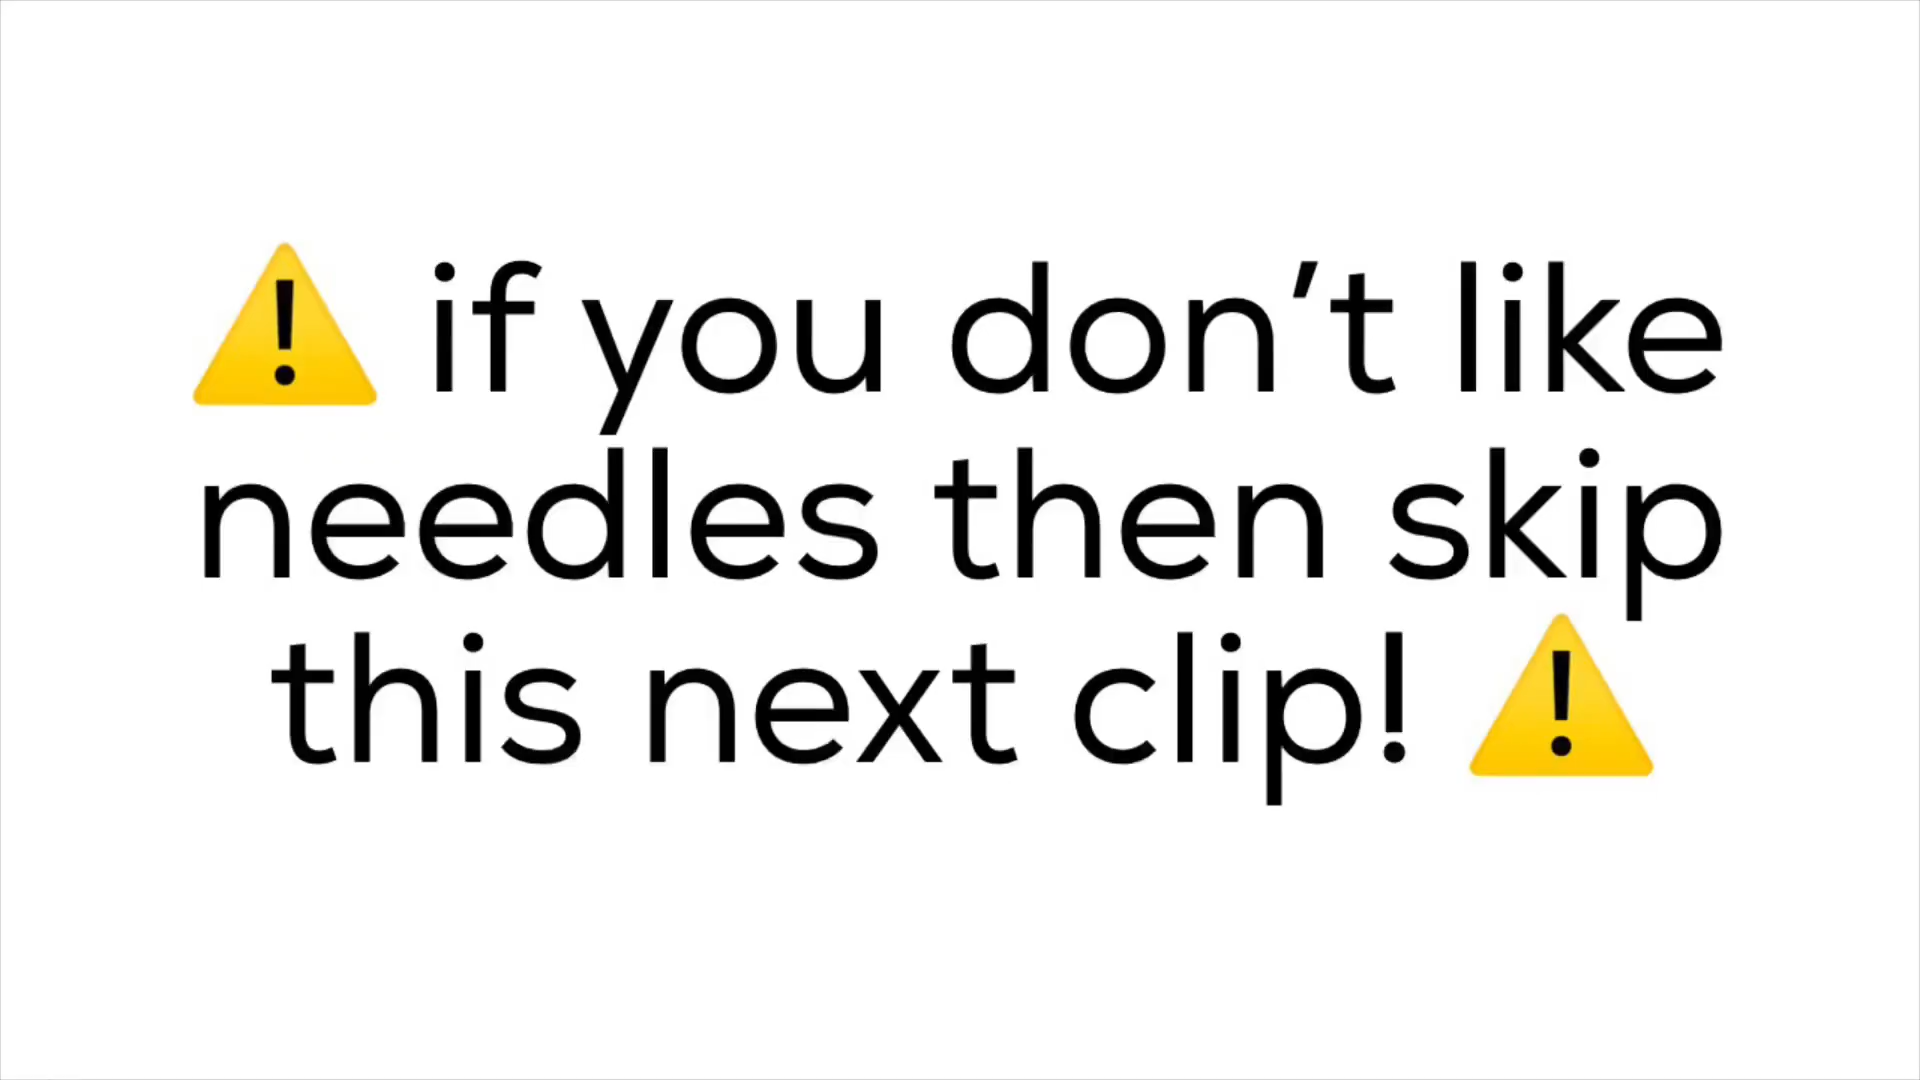 ⚠️ if you don’t like
needles then skip
this next clip! ⚠️